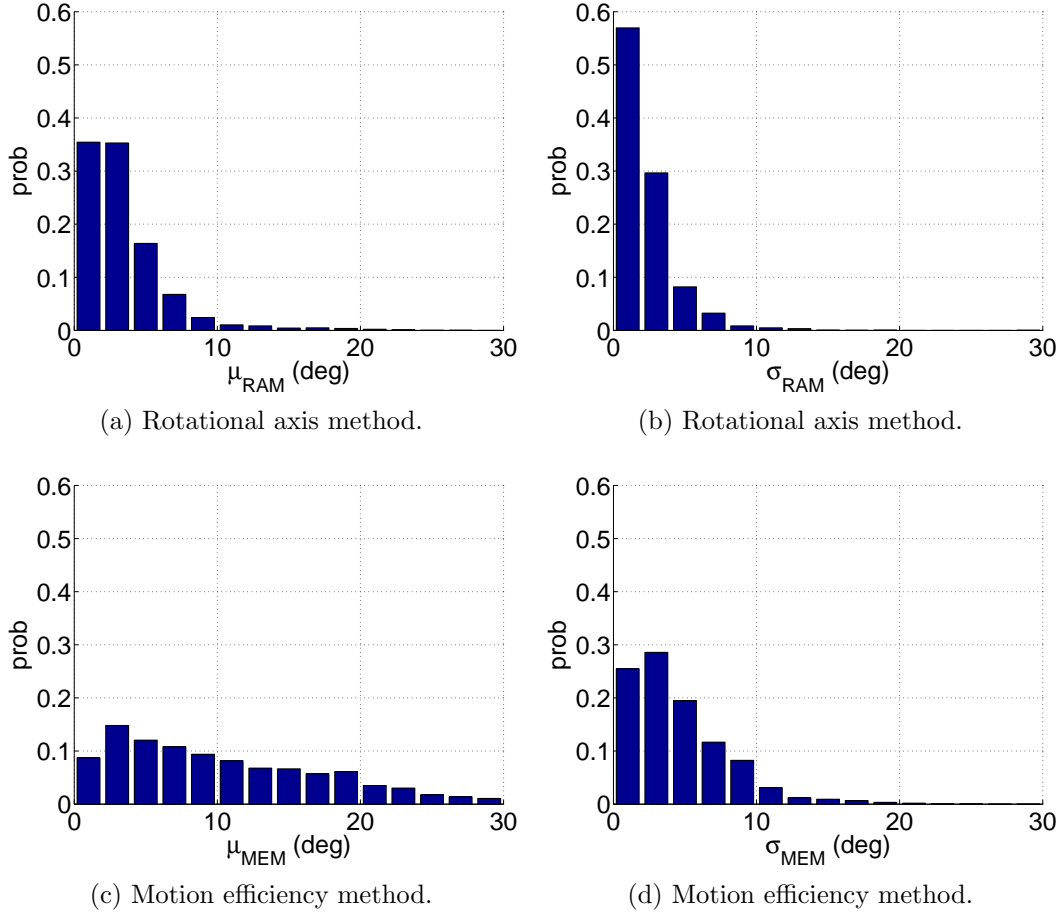 0.6
0.5
0.4
0.3
0.2
0.1
0
prob
0 10 20 30
μ_RAM (deg)
(a) Rotational axis method.
0.6
0.5
0.4
0.3
0.2
0.1
0
prob
0 10 20 30
σ_RAM (deg)
(b) Rotational axis method.
0.6
0.5
0.4
0.3
0.2
0.1
0
prob
0 10 20 30
μ_MEM (deg)
(c) Motion efficiency method.
0.6
0.5
0.4
0.3
0.2
0.1
0
prob
0 10 20 30
σ_MEM (deg)
(d) Motion efficiency method.